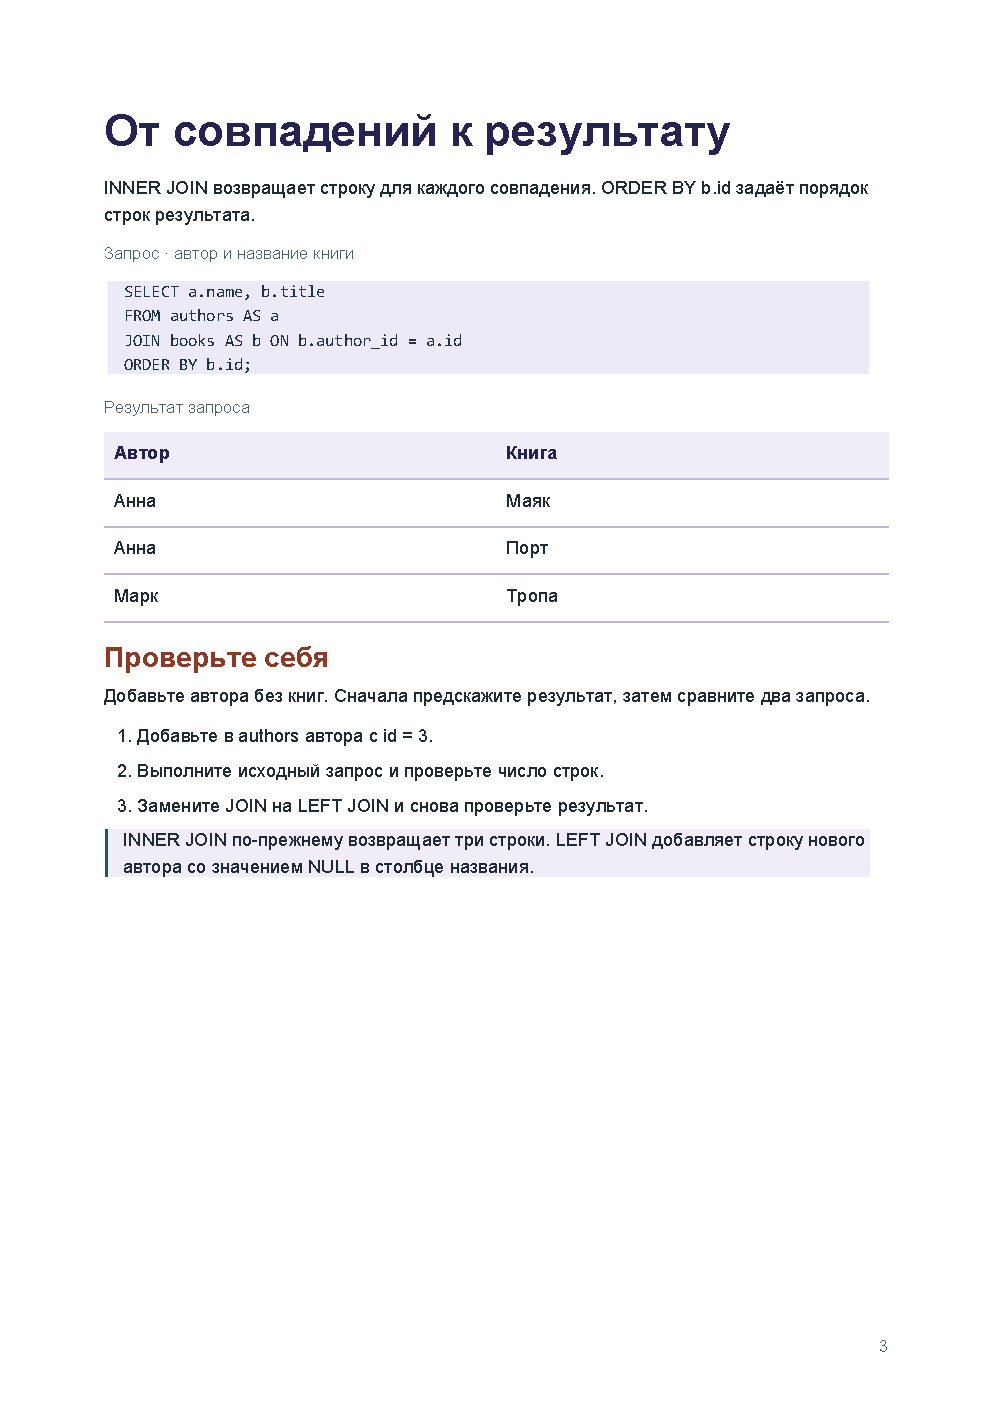 От совпадений к результату
INNER JOIN возвращает строку для каждого совпадения. ORDER BY b.id задаёт порядок
строк результата.
Запрос · автор и название книги
SELECT a.name, b.title
FROM authors AS a
JOIN books AS b ON b.author_id = a.id
ORDER BY b.id;
Результат запроса
Автор Книга
Анна Маяк
Анна Порт
Марк Тропа
Проверьте себя
Добавьте автора без книг. Сначала предскажите результат, затем сравните два запроса.
1. Добавьте в authors автора с id = 3.
2. Выполните исходный запрос и проверьте число строк.
3. Замените JOIN на LEFT JOIN и снова проверьте результат.
INNER JOIN по-прежнему возвращает три строки. LEFT JOIN добавляет строку нового
автора со значением NULL в столбце названия.
3